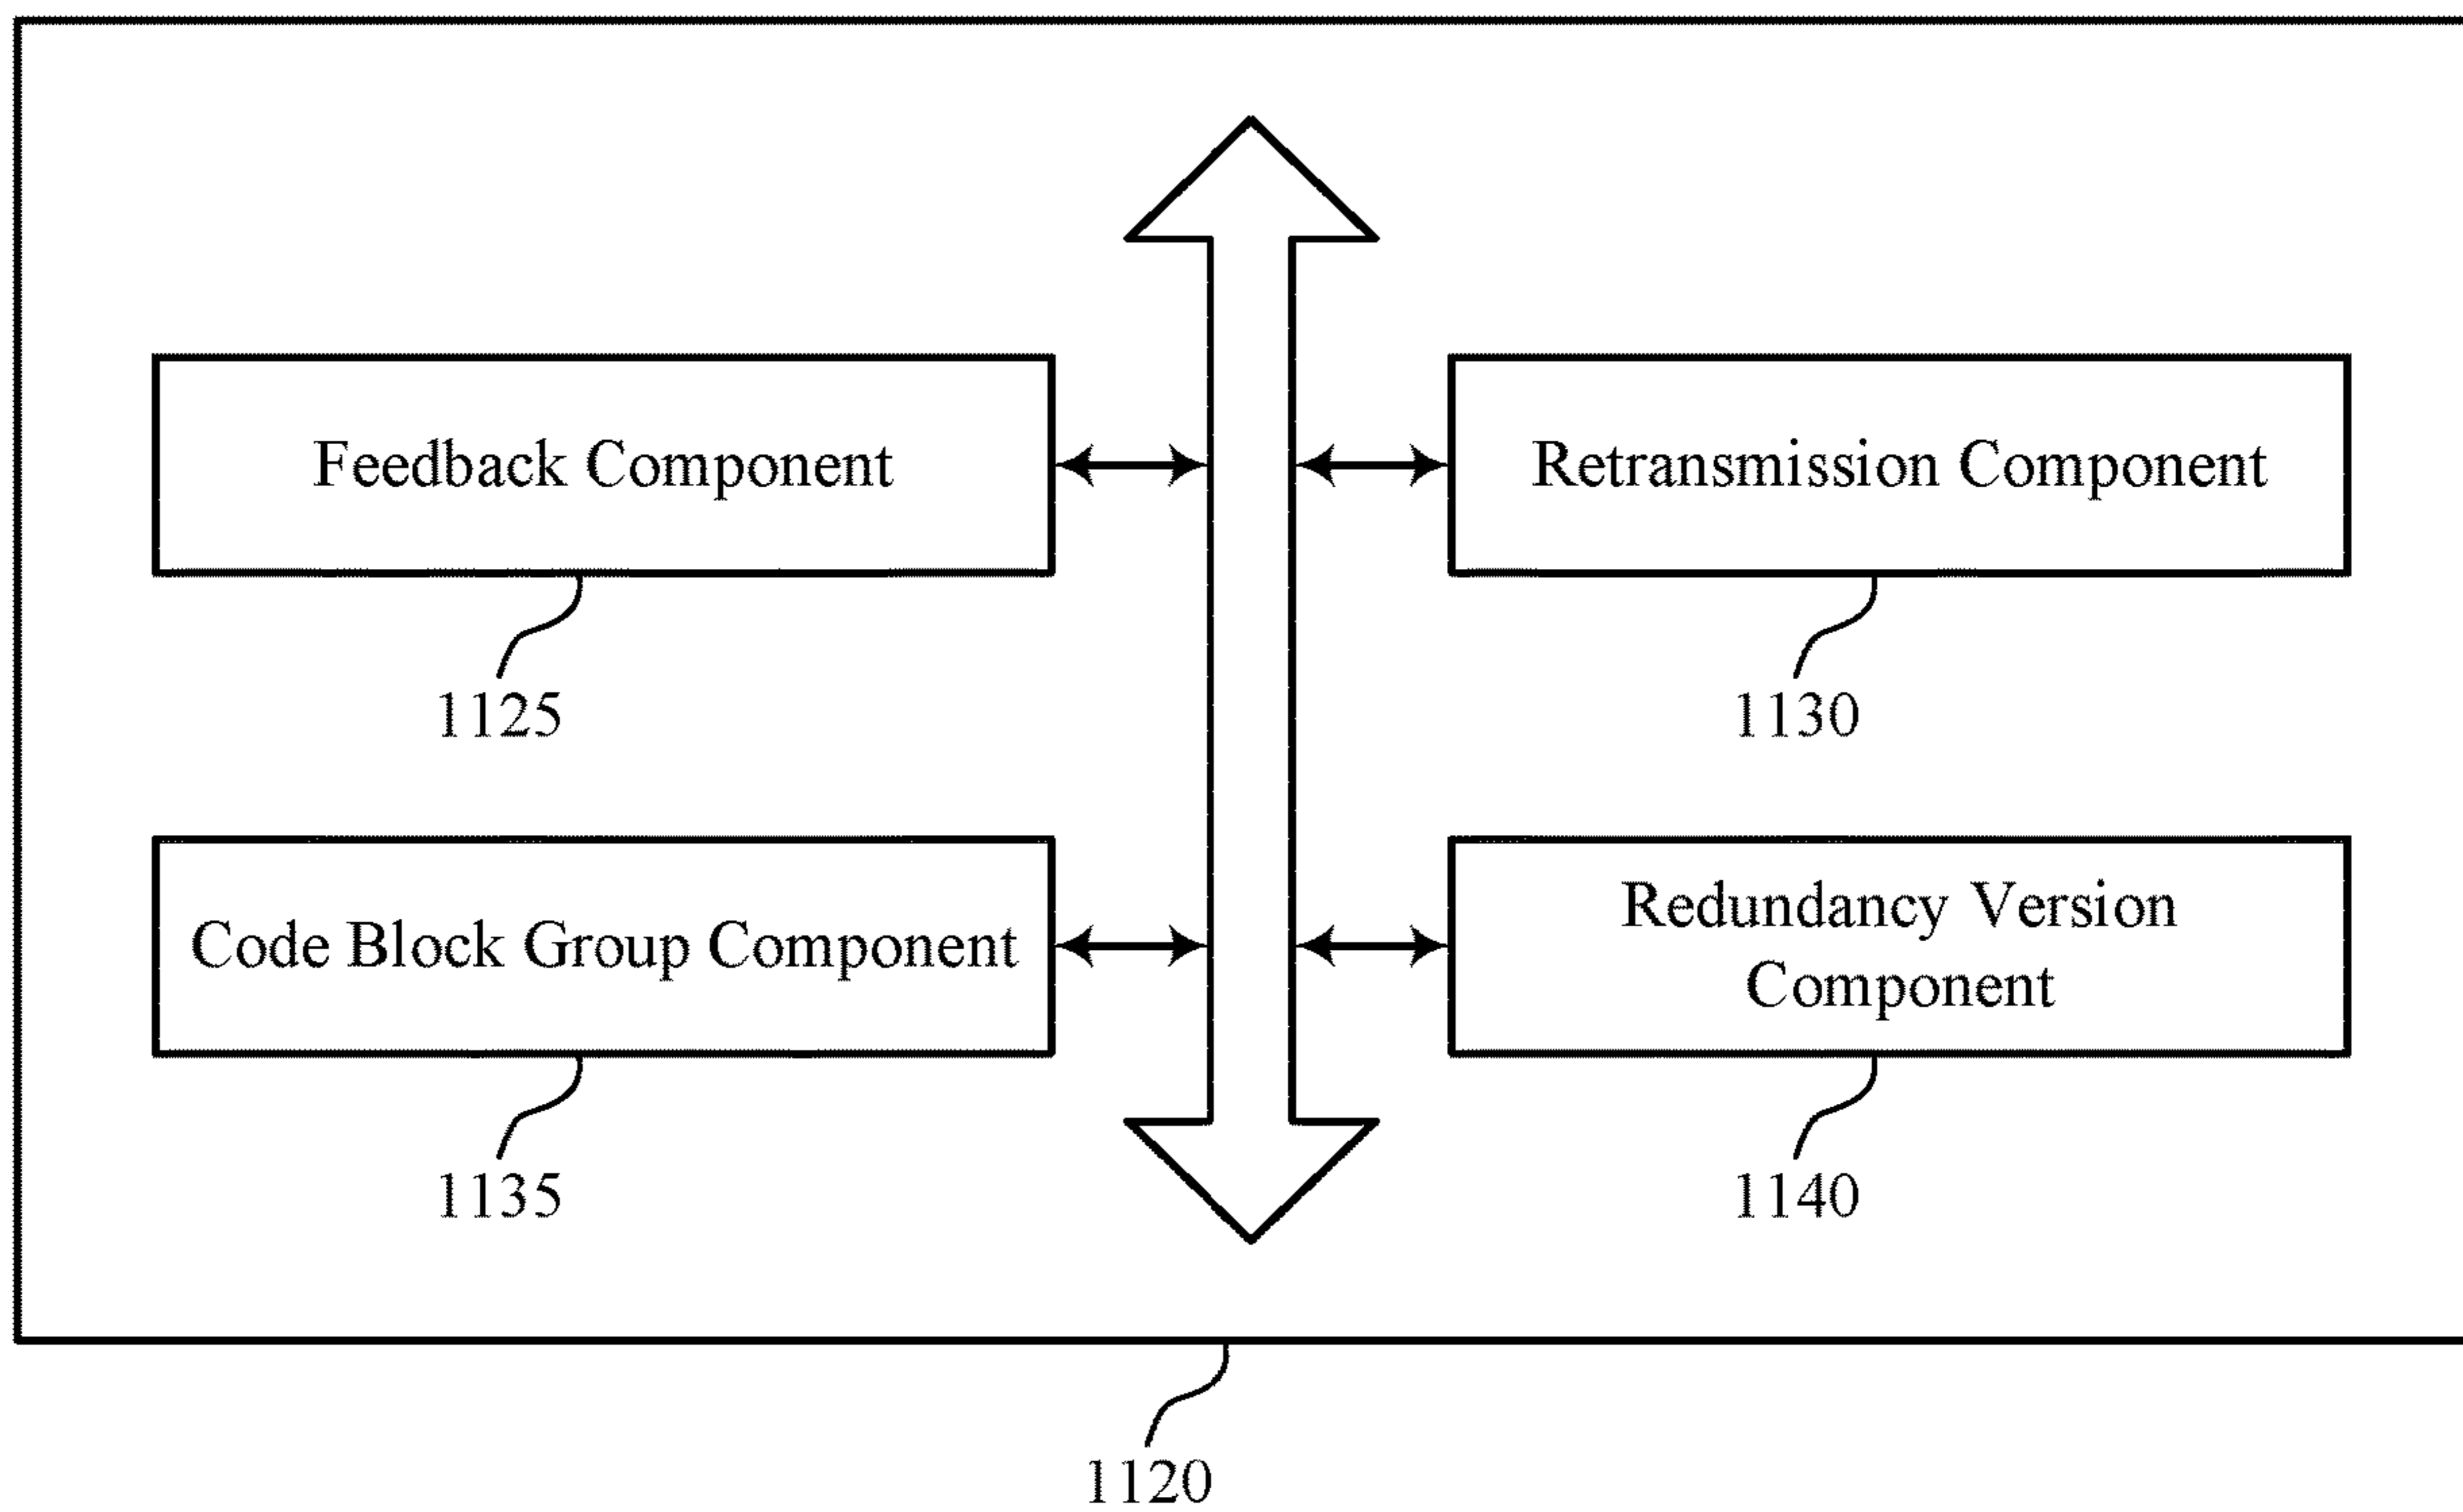 Feedback Component
Retransmission Component
1125
1130
Code Block Group Component
Redundancy Version
Component
1135
1140
1120